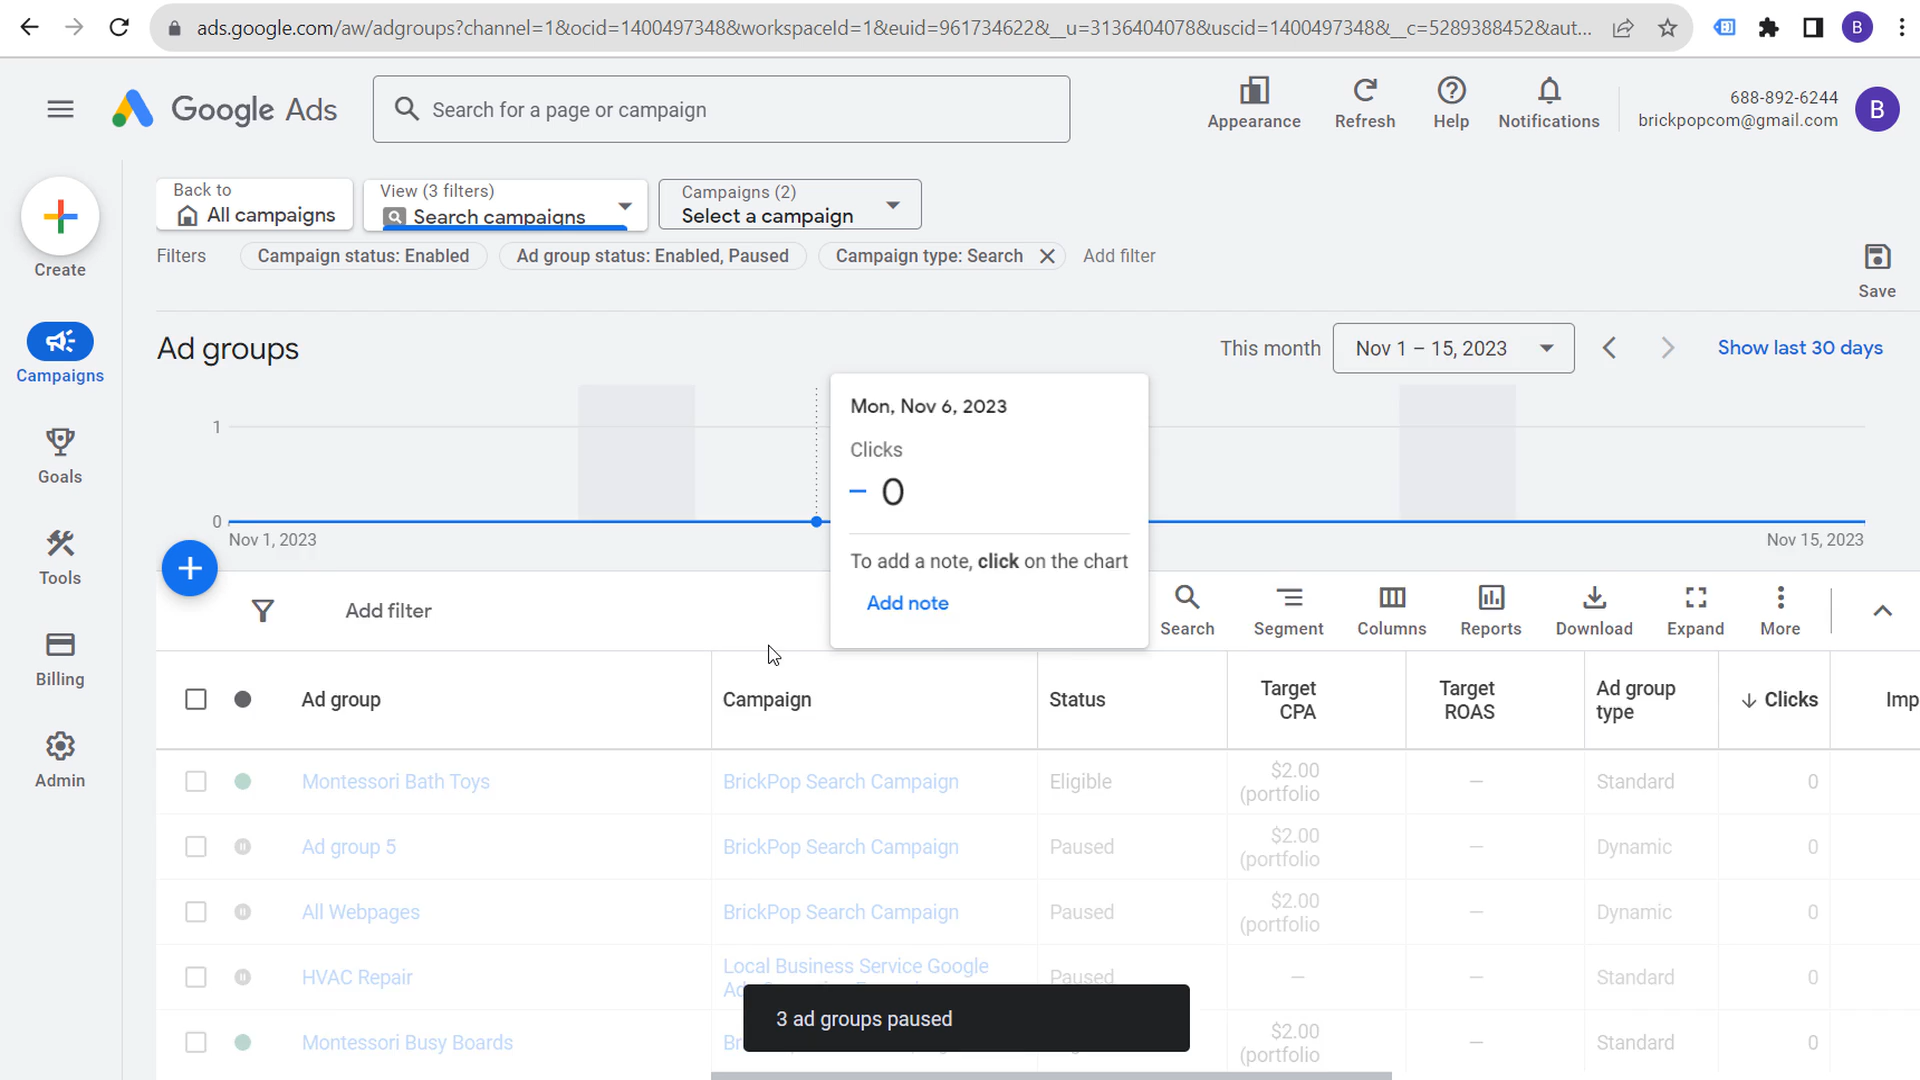 ads.google.com/aw/adgroups?channel=1&ocid=1400497348&workspaceId=1&euid=961734622&__u=3136404078&uscid=1400497348&__c=5289388452&aut...
B
Google Ads
Search for a page or campaign
Appearance
Refresh
Help
Notifications
688-892-6244
brickpopcom@gmail.com
B
Create
Campaigns
Goals
Tools
Billing
Admin
Back to
All campaigns
View (3 filters)
Search campaigns
Campaigns (2)
Select a campaign
Filters
Campaign status: Enabled
Ad group status: Enabled, Paused
Campaign type: Search
Add filter
Save
Ad groups
This month
Nov 1 – 15, 2023
Show last 30 days
1
0
Nov 1, 2023
Nov 15, 2023
Mon, Nov 6, 2023
Clicks
0
To add a note, click on the chart
Add note
Add filter
Search
Segment
Columns
Reports
Download
Expand
More
Ad group
Campaign
Status
Target
CPA
Target
ROAS
Ad group
type
Clicks
Imp
Montessori Bath Toys
BrickPop Search Campaign
Eligible
$2.00
(portfolio
—
Standard
0
Ad group 5
BrickPop Search Campaign
Paused
$2.00
(portfolio
—
Dynamic
0
All Webpages
BrickPop Search Campaign
Paused
$2.00
(portfolio
—
Dynamic
0
HVAC Repair
Local Business Service Google
Paused
—
—
Standard
0
Montessori Busy Boards
$2.00
(portfolio
—
Standard
0
3 ad groups paused